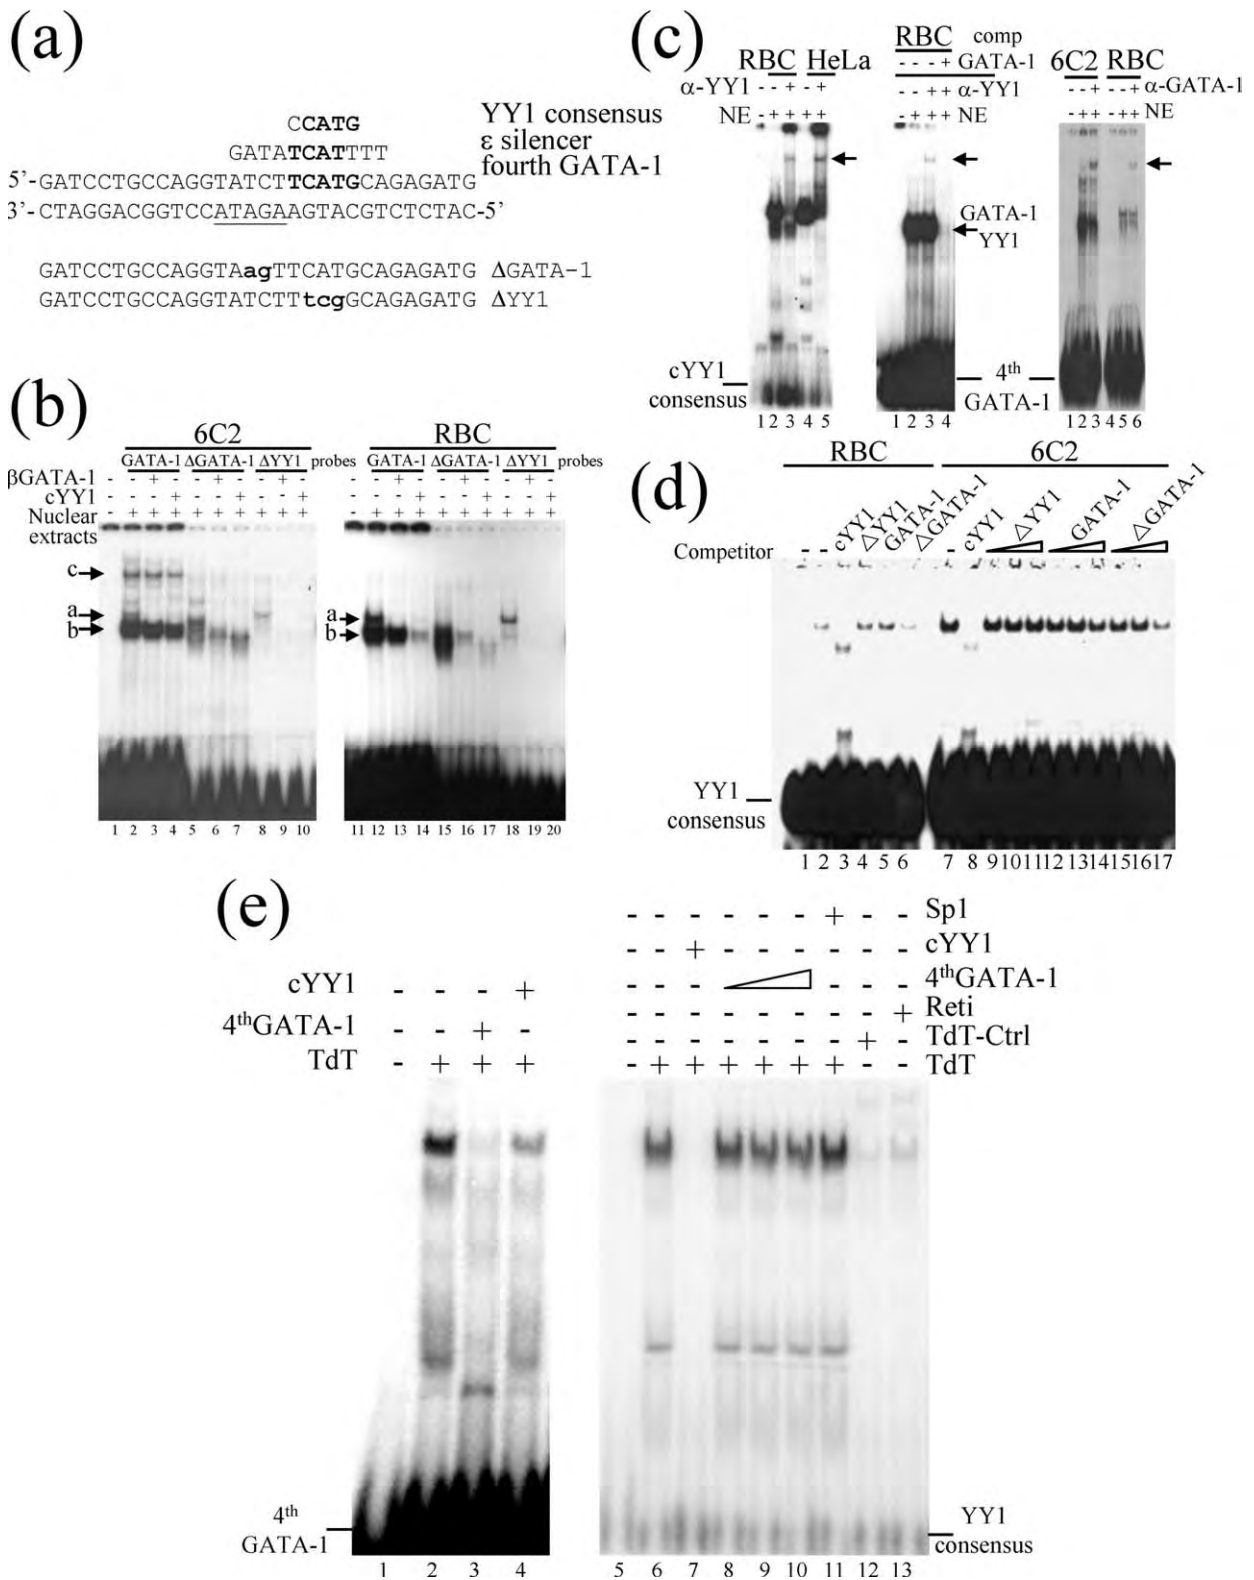 (a)
CCATG YY1 consensus
GATATCATTTT ε silencer
fourth GATA-1
5'-GATCCTGCCAGGTATCTTCATGCAGAGATG
3'-CTAGGACGGTCCATAGAAGTACGTCTCTAC-5'
GATCCTGCCAGGTAagTTCATGCAGAGATG ΔGATA-1
GATCCTGCCAGGTATCTTtcgGCAGAGATG ΔYY1
(b)
6C2 RBC
GATA-1 ΔGATA-1 ΔYY1 probes GATA-1 ΔGATA-1 ΔYY1 probes
βGATA-1 - - + - - + - - + - - - + - - + - - + -
cYY1 - - - + - - + - - + - - - + - - + - - +
Nuclear extracts - + + + + + + + + + - + + + + + + + + +
c
a a
b b
1 2 3 4 5 6 7 8 9 10 11 12 13 14 15 16 17 18 19 20
(c)
RBC HeLa
α-YY1 - - + - +
NE - + + + +
cYY1
consensus
1 2 3 4 5
RBC comp
- - - + GATA-1
- - + + α-YY1
- + + + NE
GATA-1
YY1
1 2 3 4
4th
GATA-1
6C2 RBC
- - + - - + α-GATA-1
- + + - + + NE
1 2 3 4 5 6
(d)
RBC 6C2
Competitor - - cYY1 ΔYY1 GATA-1 ΔGATA-1 - cYY1 ΔYY1 GATA-1 ΔGATA-1
YY1
consensus
1 2 3 4 5 6 7 8 9 10 11 12 13 14 15 16 17
(e)
cYY1 - - - +
4thGATA-1 - - + -
TdT - + + +
4th
GATA-1
1 2 3 4
- - - - - - + - - Sp1
- - + - - - - - - cYY1
- - - - - - 4thGATA-1
- - - - - - - - + Reti
- - - - - - - + - TdT-Ctrl
- + + + + + + - - TdT
YY1
consensus
5 6 7 8 9 10 11 12 13